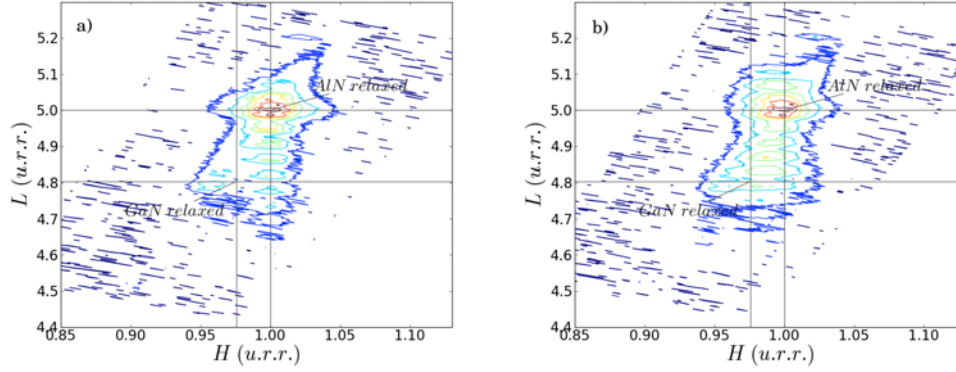 a)
5.2
5.1
5.0
4.9
4.8
4.7
4.6
4.5
4.4
L (u.r.r.)
AlN relaxed
GaN relaxed
0.85 0.90 0.95 1.00 1.05 1.10
H (u.r.r.)
b)
5.2
5.1
5.0
4.9
4.8
4.7
4.6
4.5
4.4
L (u.r.r.)
AlN relaxed
GaN relaxed
0.85 0.90 0.95 1.00 1.05 1.10
H (u.r.r.)